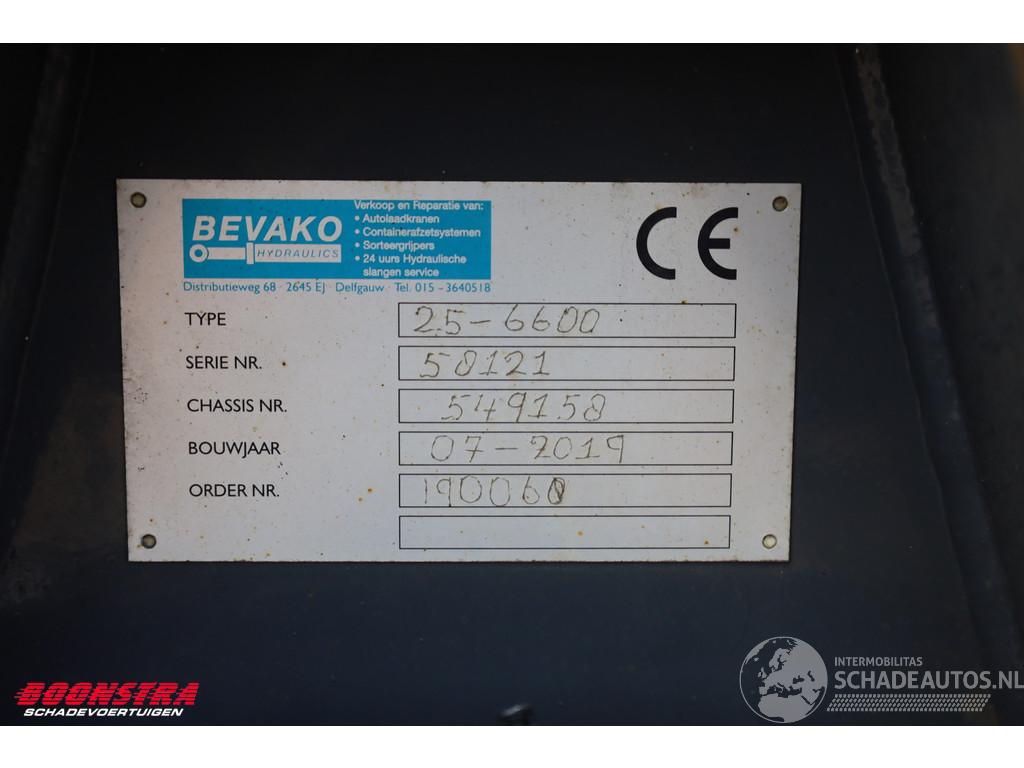 BEVAKO
HYDRAULICS
Verkoop en Reparatie van:
• Autolaadkranen
• Containerafzetsystemen
• Sorteergrijpers
• 24 uurs Hydraulische
slangen service
Distributieweg 68 · 2645 EJ · Delfgauw · Tel. 015 - 3640518
CE
TYPE 25-6600
SERIE NR. 58121
CHASSIS NR. 549158
BOUWJAAR 07-2019
ORDER NR. 190060
BOONSTRA
SCHADEVOERTUIGEN
INTERMOBILITAS
SCHADEAUTOS.NL